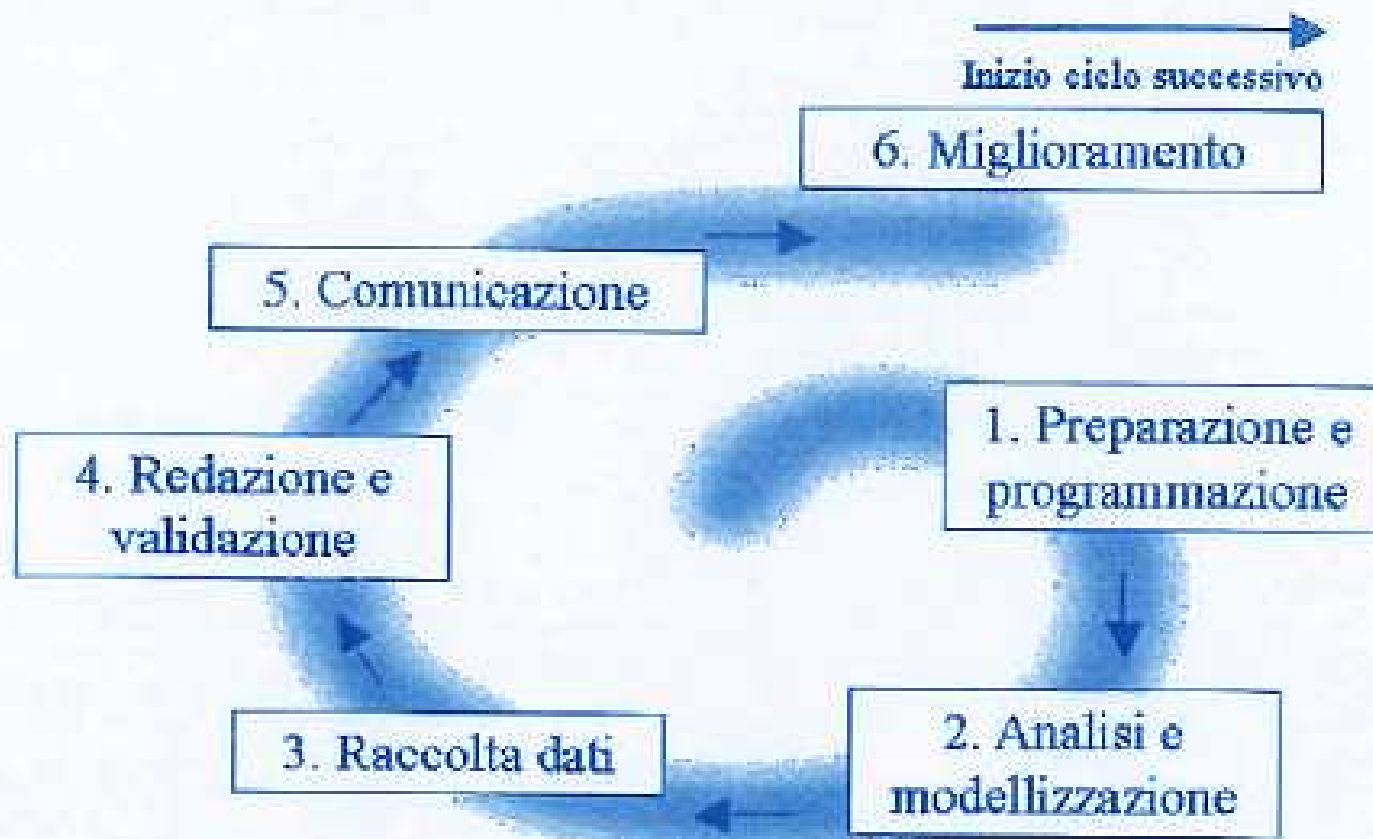 Inizio ciclo successivo
6. Miglioramento
5. Comunicazione
1. Preparazione e
programmazione
4. Redazione e
validazione
3. Raccolta dati
2. Analisi e
modellizzazione